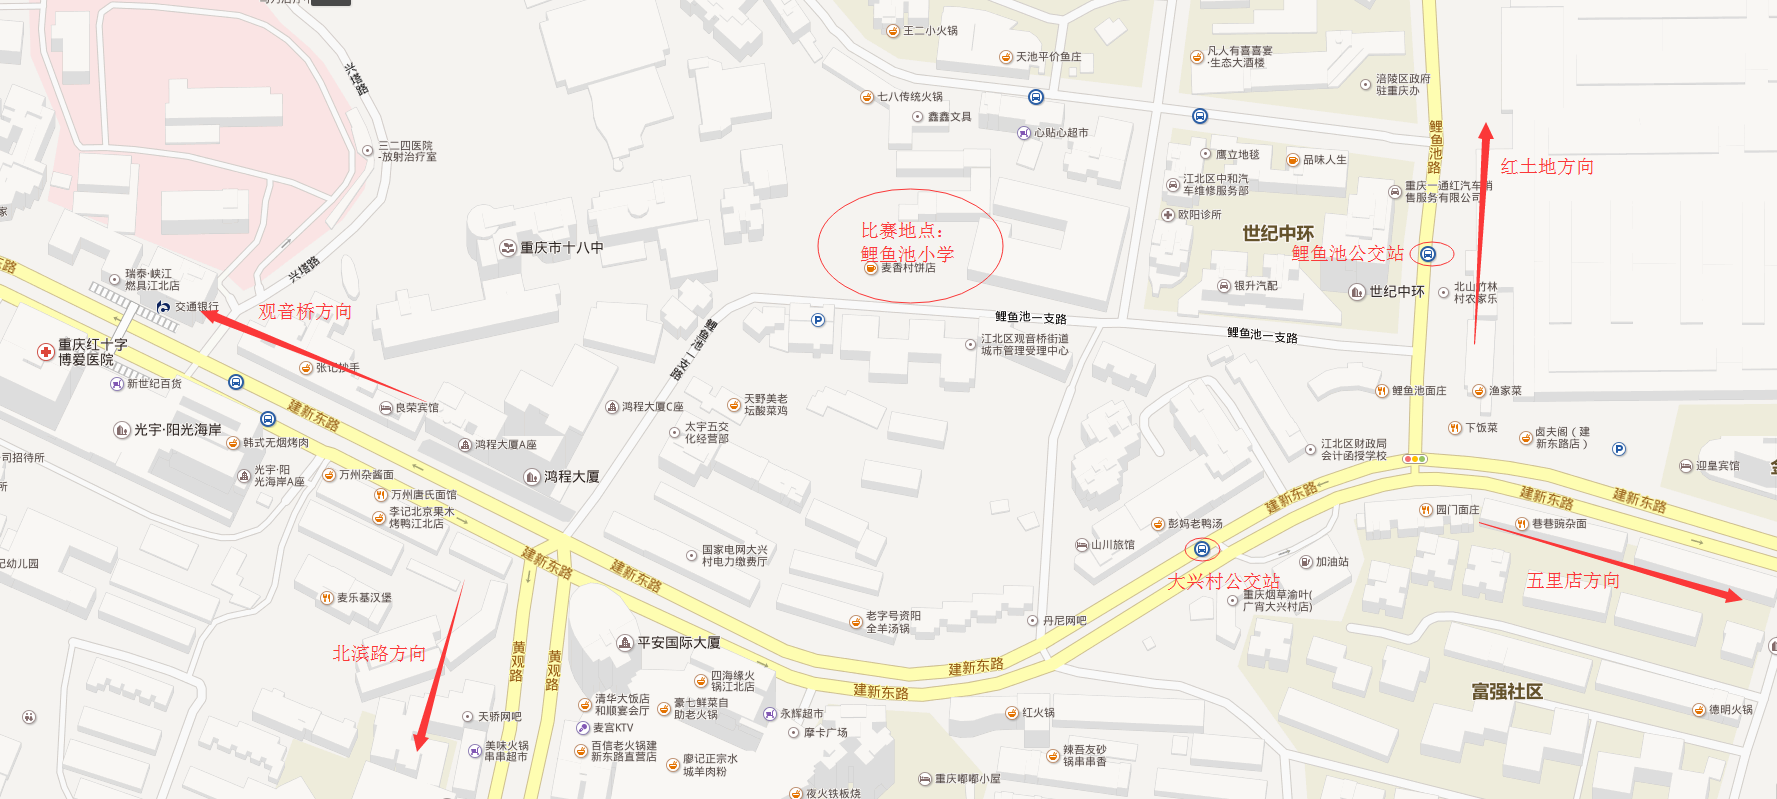 王二小火锅
天池平价鱼庄
凡人有喜喜宴
·生态大酒楼
涪陵区政府
驻重庆办
兴塔路
七八传统火锅
鑫鑫文具
心贴心超市
鲤鱼池路
三二四医院
-放射治疗室
鹰立地毯
品味人生
红土地方向
江北区中和汽
车维修服务部
重庆一通红汽车销
售服务有限公司
欧阳诊所
比赛地点：
鲤鱼池小学
麦香村饼店
世纪中环
鲤鱼池公交站
重庆市十八中
兴塔路
瑞泰·峡江
燃具江北店
交通银行
观音桥方向
银升汽配
世纪中环
北山竹林
村农家乐
鲤鱼池一支路
鲤鱼池一支路
鲤鱼池一支路
江北区观音桥街道
城市管理受理中心
重庆红十字
博爱医院
新世纪百货
张记抄手
良荣宾馆
建新东路
鸿程大厦C座
天野美老
坛酸菜鸡
太宇五交
化经营部
鲤鱼池面庄
渔家菜
下饭菜
卤夫阁（建
新东路店）
光宇·阳光海岸
韩式无烟烤肉
鸿程大厦A座
鸿程大厦
江北区财政局
会计函授学校
迎皇宾馆
司招待所
光宇·阳
光海岸A座
万州杂酱面
万州唐氏面馆
李记北京果木
烤鸭江北店
建新东路
建新东路
建新东路
园门面庄
巷巷豌杂面
彭妈老鸭汤
山川旅馆
加油站
大兴村公交站
五里店方向
重庆烟草渝叶(
广宵大兴村店)
国家电网大兴
村电力缴费厅
建新东路
建新东路
记幼儿园
麦乐基汉堡
老字号资阳
全羊汤锅
丹尼网吧
北滨路方向
黄观路
黄观路
平安国际大厦
建新东路
建新东路
四海缘火
锅江北店
清华大饭店
和顺宴会厅
豪七鲜菜自
助老火锅
永辉超市
麦宫KTV
摩卡广场
红火锅
富强社区
德明火锅
天骄网吧
美味火锅
串串超市
百信老火锅建
新东路直营店
廖记正宗水
城羊肉粉
辣吾友砂
锅串串香
重庆嘟嘟小屋
夜火铁板烧